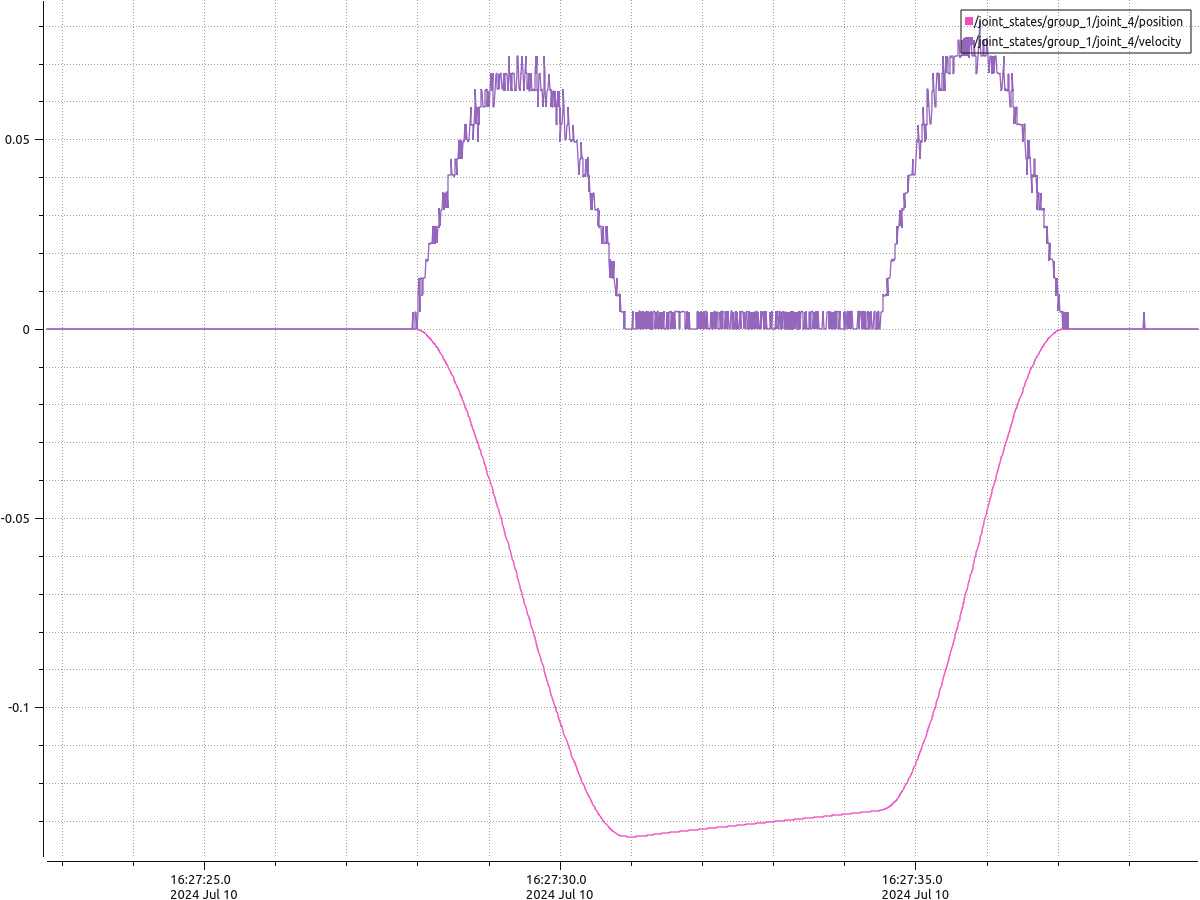 /joint_states/group_1/joint_4/position
/joint_states/group_1/joint_4/velocity
0.05
0
-0.05
-0.1
16:27:25.0
2024 Jul 10
16:27:30.0
2024 Jul 10
16:27:35.0
2024 Jul 10